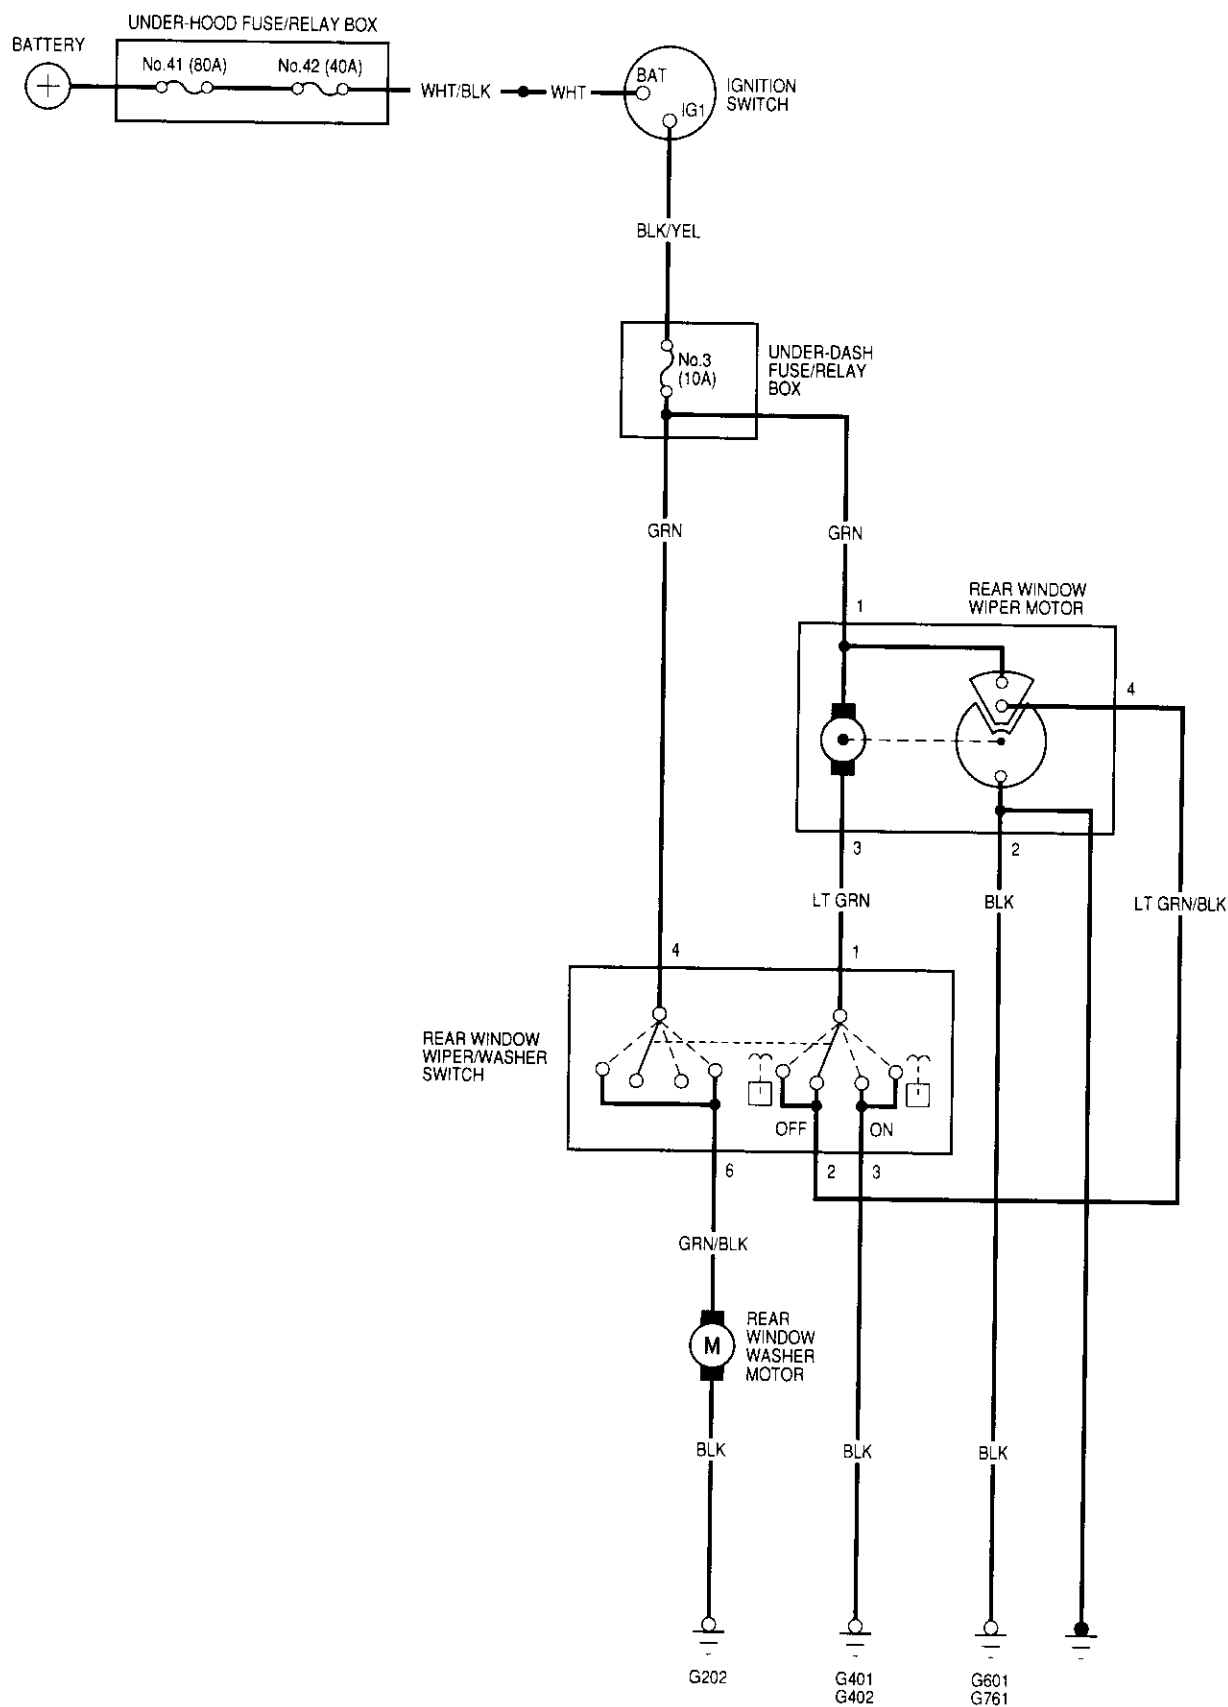 UNDER-HOOD FUSE/RELAY BOX
BATTERY
No.41 (80A)
No.42 (40A)
WHT/BLK
WHT
BAT
IG1
IGNITION
SWITCH
BLK/YEL
No.3
(10A)
UNDER-DASH
FUSE/RELAY
BOX
GRN
GRN
REAR WINDOW
WIPER MOTOR
1
4
3
2
LT GRN
BLK
LT GRN/BLK
4
1
REAR WINDOW
WIPER/WASHER
SWITCH
OFF
ON
6
2
3
GRN/BLK
M
REAR
WINDOW
WASHER
MOTOR
BLK
BLK
BLK
G202
G401
G402
G601
G761